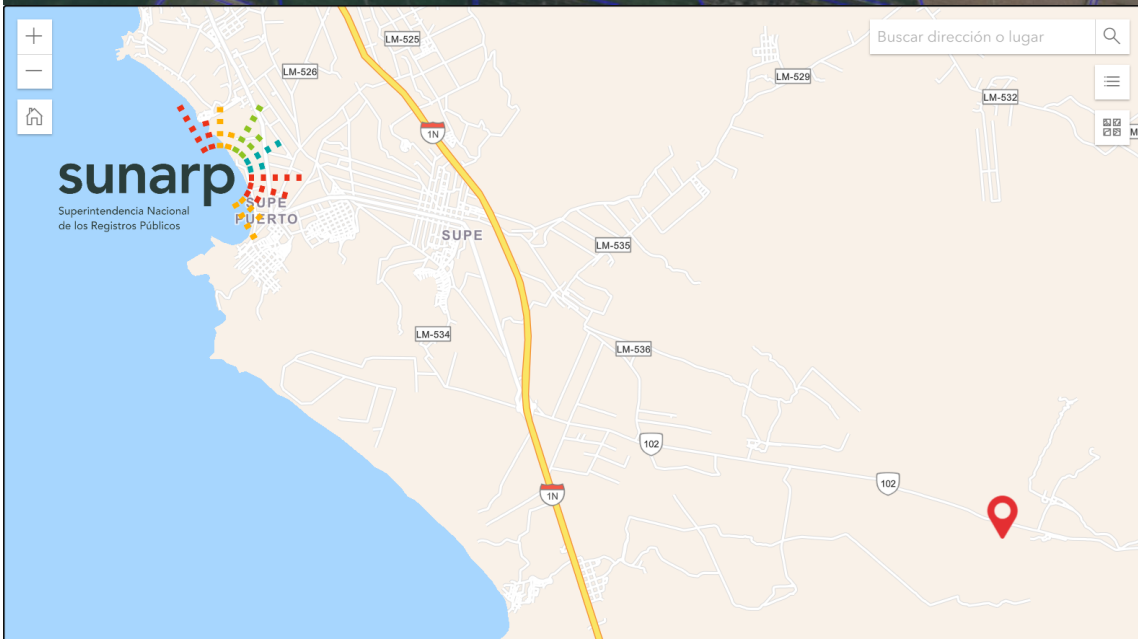 LM-525
Buscar dirección o lugar
LM-526
LM-529
LM-532
1N
sunarp
Superintendencia Nacional
de los Registros Públicos
SUPE
PUERTO
SUPE
LM-535
LM-534
LM-536
102
102
1N